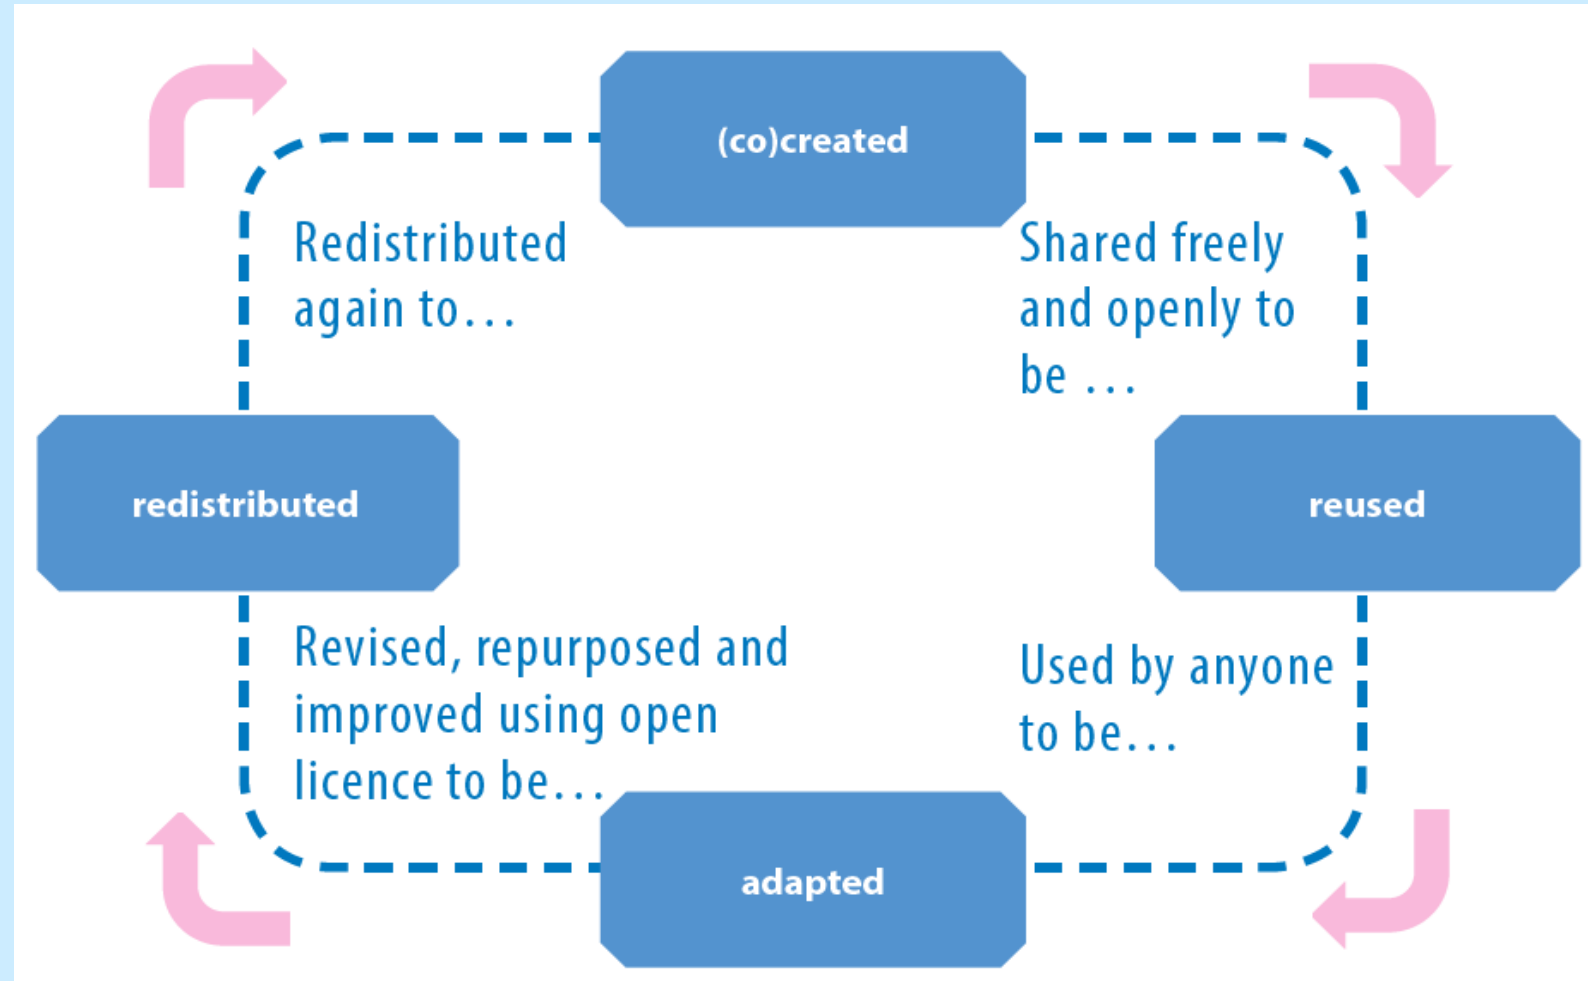 (co)created
Redistributed
again to…
Shared freely
and openly to
be …
redistributed
reused
Revised, repurposed and
improved using open
licence to be…
Used by anyone
to be…
adapted